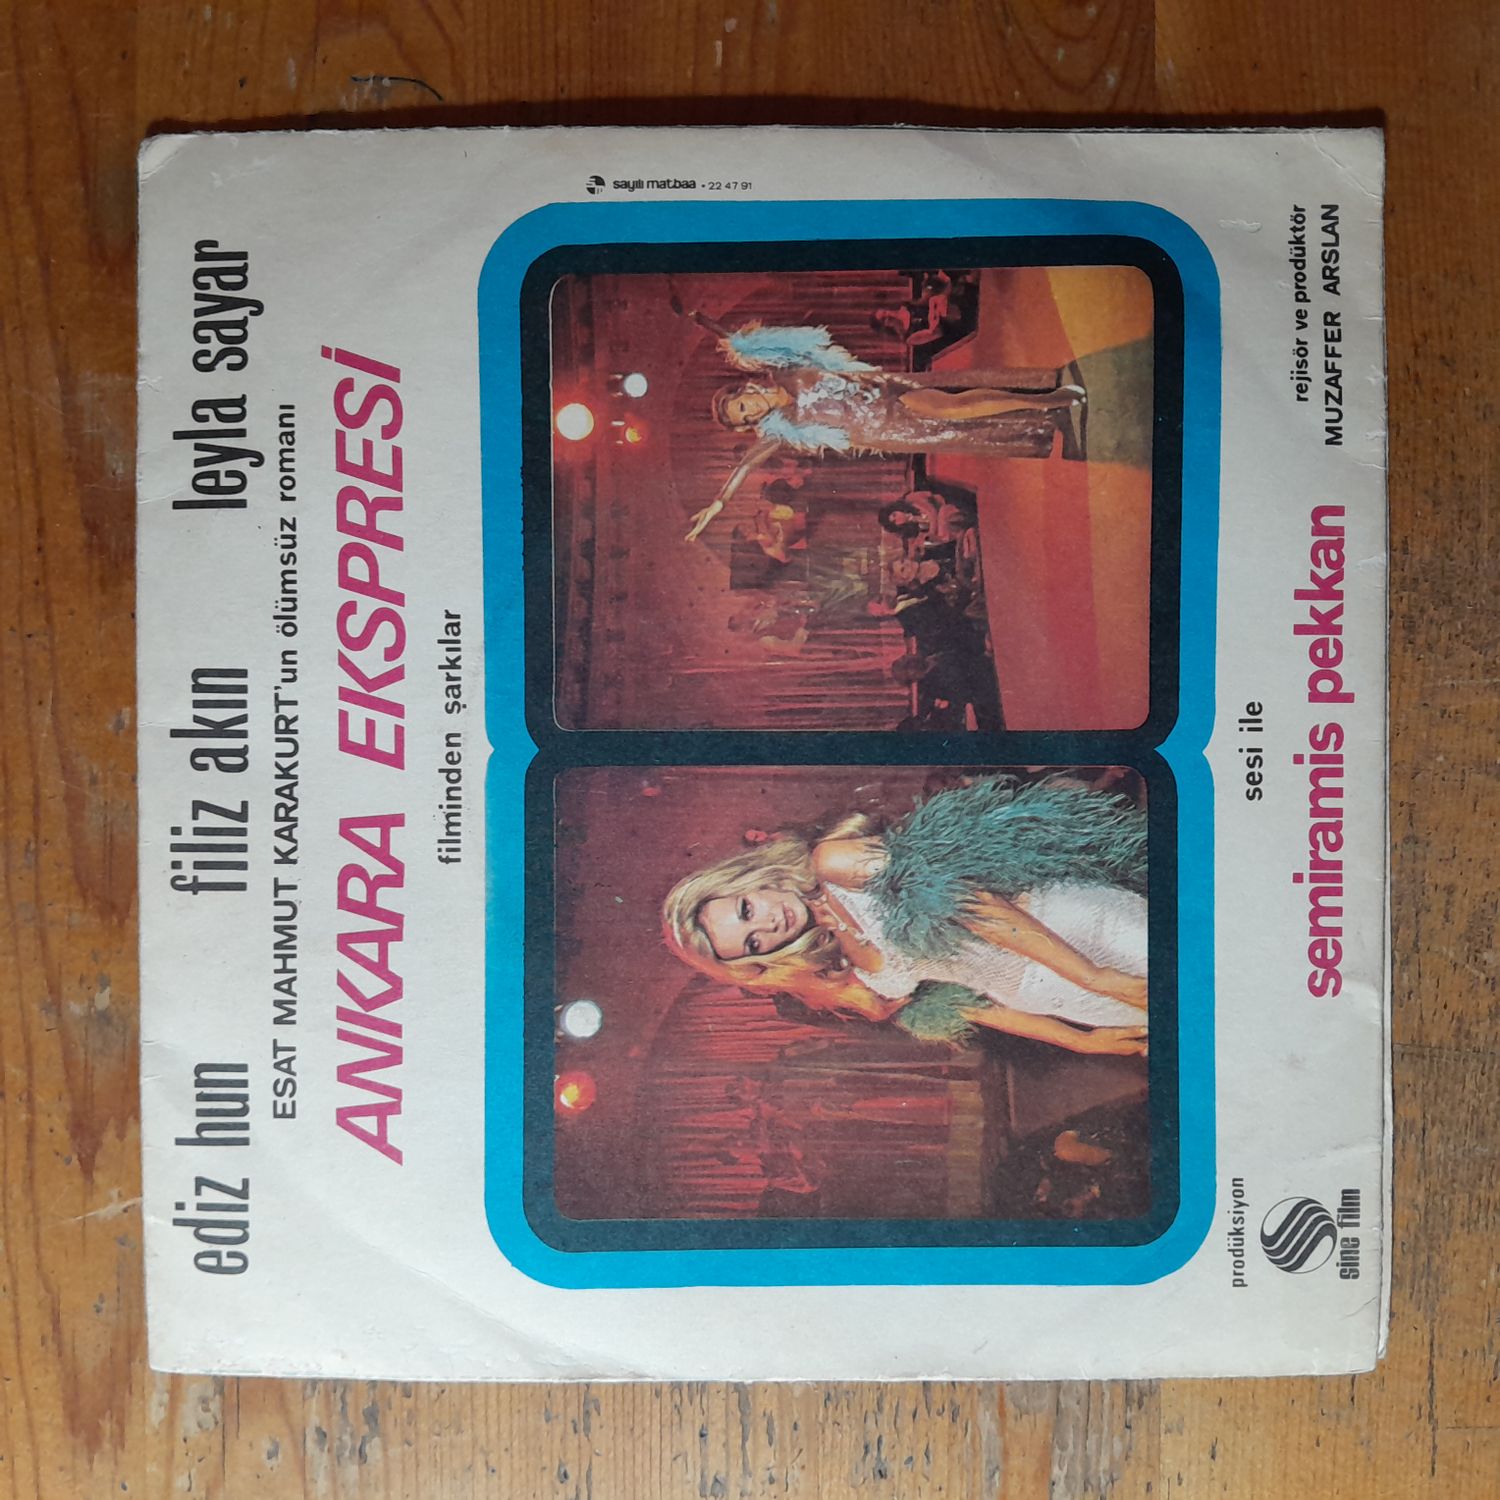 ediz hun filiz akın leyla sayar
ESAT MAHMUT KARAKURT'un ölümsüz romanı
ANKARA EKSPRESİ
filminden şarkılar
sayılı matbaa • 22 47 91
sesi ile
semiramis pekkan
prodüksiyon
sine film
rejisör ve prodüktör
MUZAFFER ARSLAN